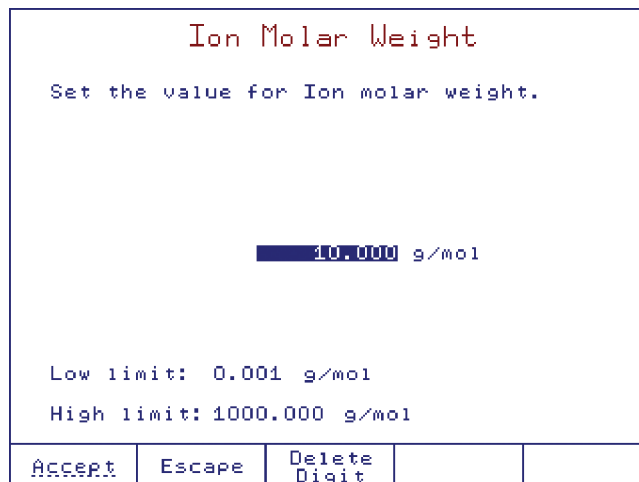 Ion Molar Weight
Set the value for Ion molar weight.
10.000 g/mol
Low limit: 0.001 g/mol
High limit: 1000.000 g/mol
Accept Escape Delete Digit